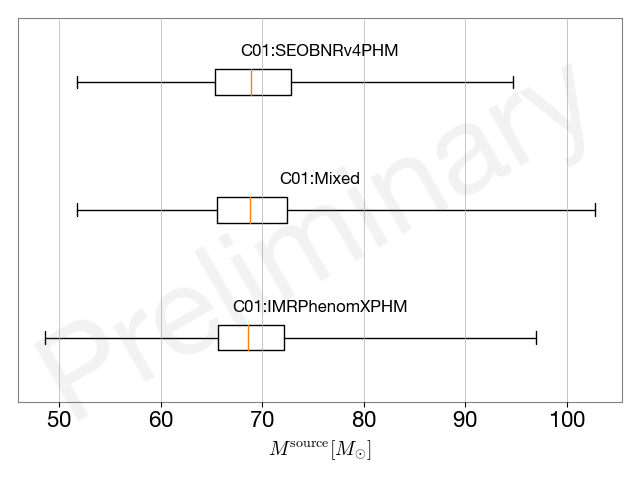 C01:SEOBNRv4PHM
C01:Mixed
C01:IMRPhenomXPHM
Preliminary
50 60 70 80 90 100
M^source [M_⊙]